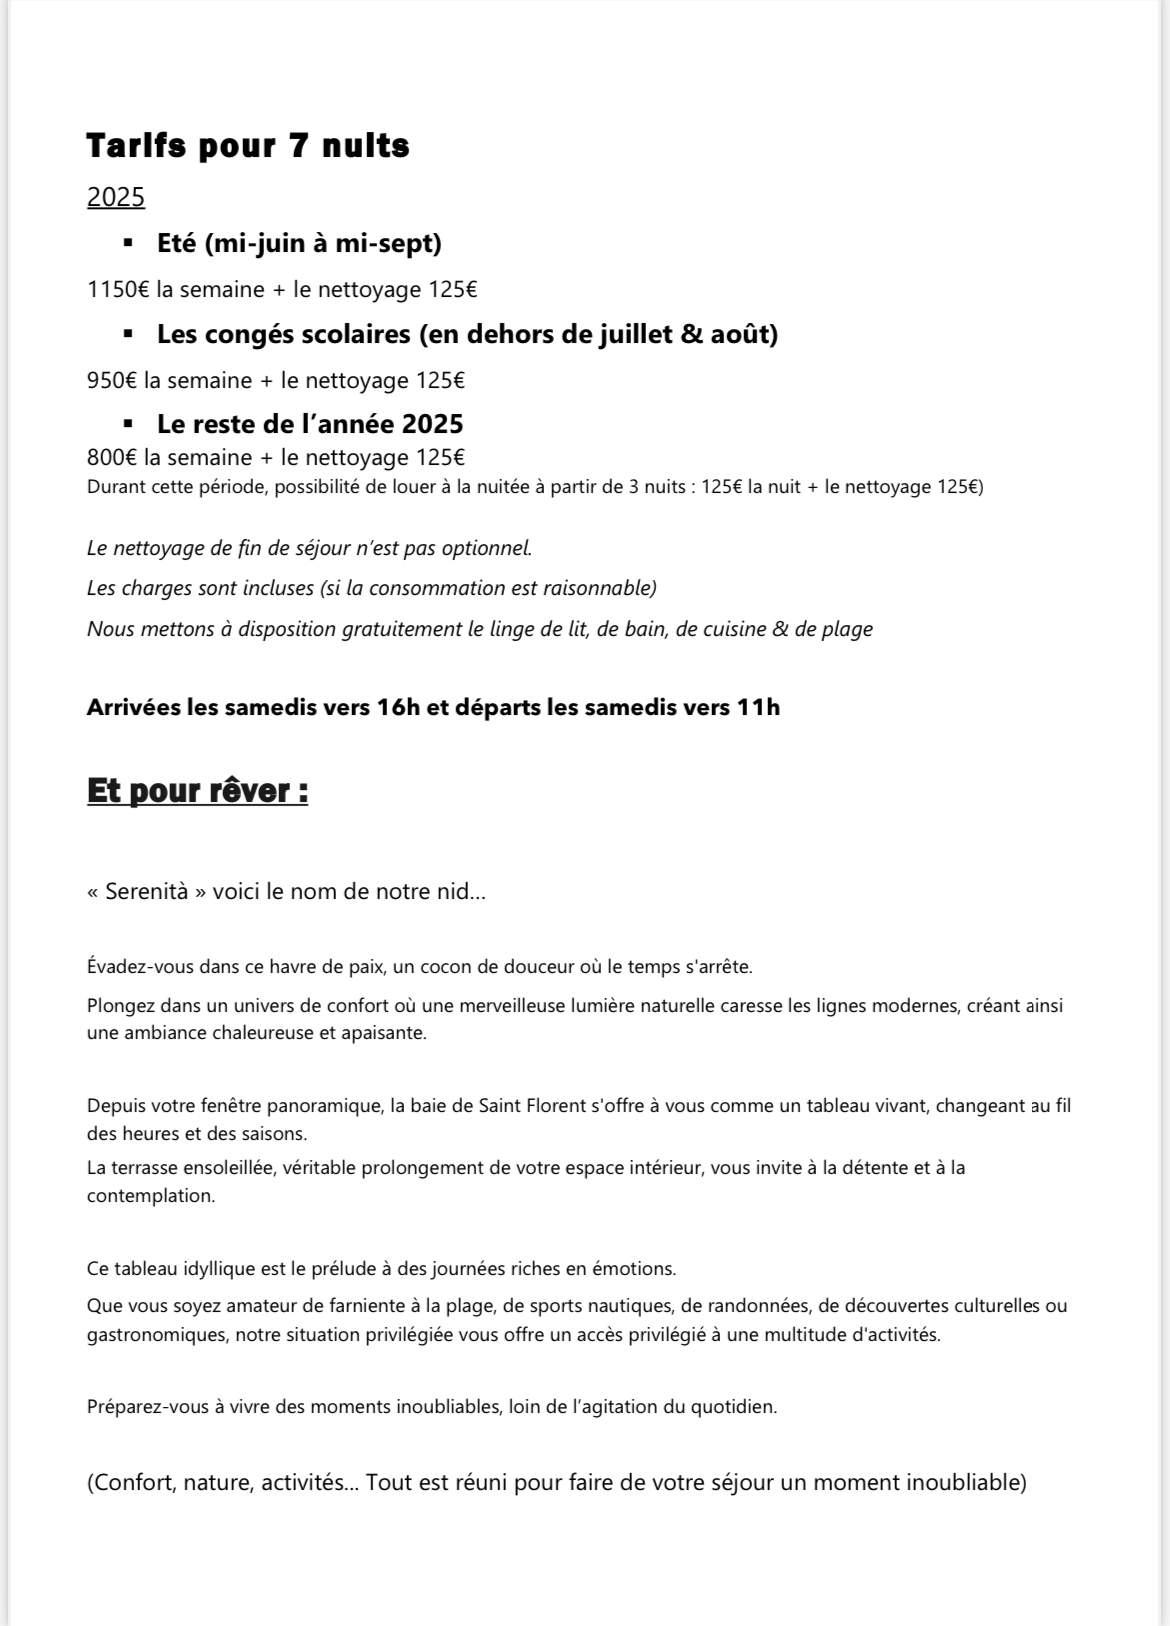 Tarifs pour 7 nuits
2025
▪ Eté (mi-juin à mi-sept)
1150€ la semaine + le nettoyage 125€
▪ Les congés scolaires (en dehors de juillet & août)
950€ la semaine + le nettoyage 125€
▪ Le reste de l’année 2025
800€ la semaine + le nettoyage 125€
Durant cette période, possibilité de louer à la nuitée à partir de 3 nuits : 125€ la nuit + le nettoyage 125€)
Le nettoyage de fin de séjour n’est pas optionnel.
Les charges sont incluses (si la consommation est raisonnable)
Nous mettons à disposition gratuitement le linge de lit, de bain, de cuisine & de plage
Arrivées les samedis vers 16h et départs les samedis vers 11h
Et pour rêver :
« Serenità » voici le nom de notre nid...
Évadez-vous dans ce havre de paix, un cocon de douceur où le temps s'arrête.
Plongez dans un univers de confort où une merveilleuse lumière naturelle caresse les lignes modernes, créant ainsi
une ambiance chaleureuse et apaisante.
Depuis votre fenêtre panoramique, la baie de Saint Florent s'offre à vous comme un tableau vivant, changeant au fil
des heures et des saisons.
La terrasse ensoleillée, véritable prolongement de votre espace intérieur, vous invite à la détente et à la
contemplation.
Ce tableau idyllique est le prélude à des journées riches en émotions.
Que vous soyez amateur de farniente à la plage, de sports nautiques, de randonnées, de découvertes culturelles ou
gastronomiques, notre situation privilégiée vous offre un accès privilégié à une multitude d'activités.
Préparez-vous à vivre des moments inoubliables, loin de l’agitation du quotidien.
(Confort, nature, activités... Tout est réuni pour faire de votre séjour un moment inoubliable)